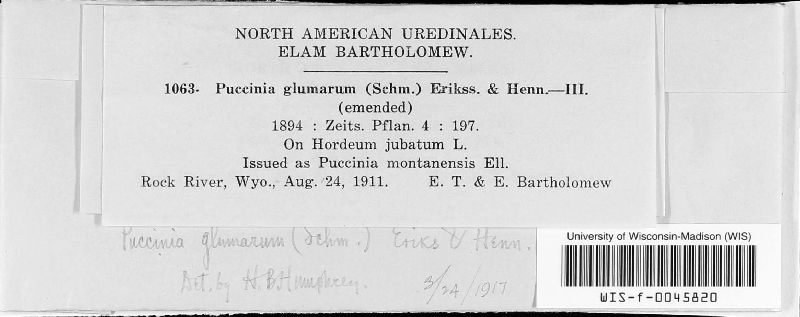 NORTH AMERICAN UREDINALES.
ELAM BARTHOLOMEW.
1063- Puccinia glumarum (Schm.) Erikss. & Henn.—III.
(emended)
1894 : Zeits. Pflan. 4 : 197.
On Hordeum jubatum L.
Issued as Puccinia montanensis Ell.
Rock River, Wyo., Aug. 24, 1911. E. T. & E. Bartholomew
Puccinia glumarum (Schm.) Eriks & Henn.
Det. by H. B. Humphrey. 3/24/1917
University of Wisconsin-Madison (WIS)
WIS-f-0045820